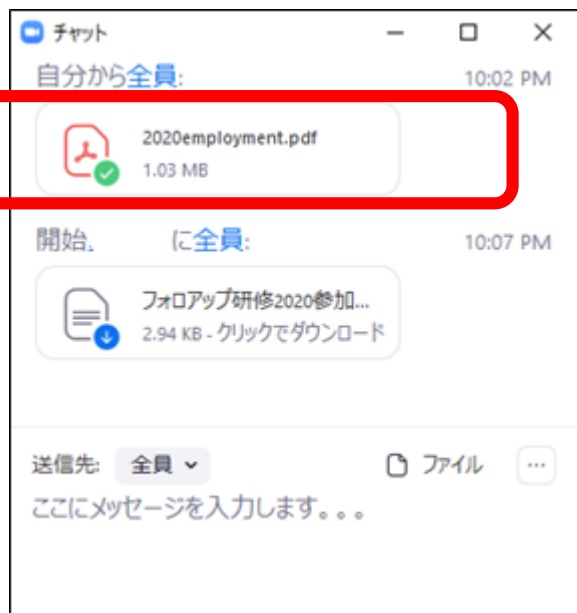 チャット
自分から全員: 10:02 PM
2020employment.pdf
1.03 MB
開始. に全員: 10:07 PM
フォロアップ研修2020参加...
2.94 KB - クリックでダウンロード
送信先: 全員 ファイル ...
ここにメッセージを入力します。。。